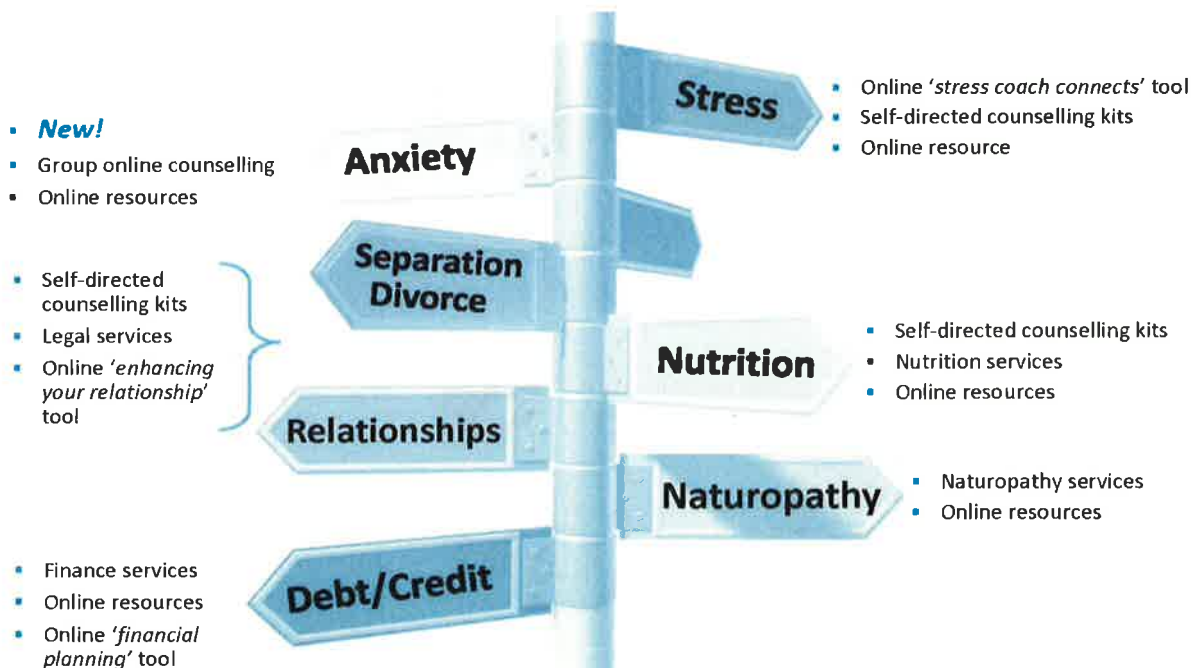 New!
Group online counselling
Online resources
Anxiety
Stress
Online ‘stress coach connects’ tool
Self-directed counselling kits
Online resource
Separation
Divorce
Self-directed
counselling kits
Legal services
Online ‘enhancing
your relationship’
tool
Relationships
Nutrition
Self-directed counselling kits
Nutrition services
Online resources
Naturopathy
Naturopathy services
Online resources
Debt/Credit
Finance services
Online resources
Online ‘financial
planning’ tool